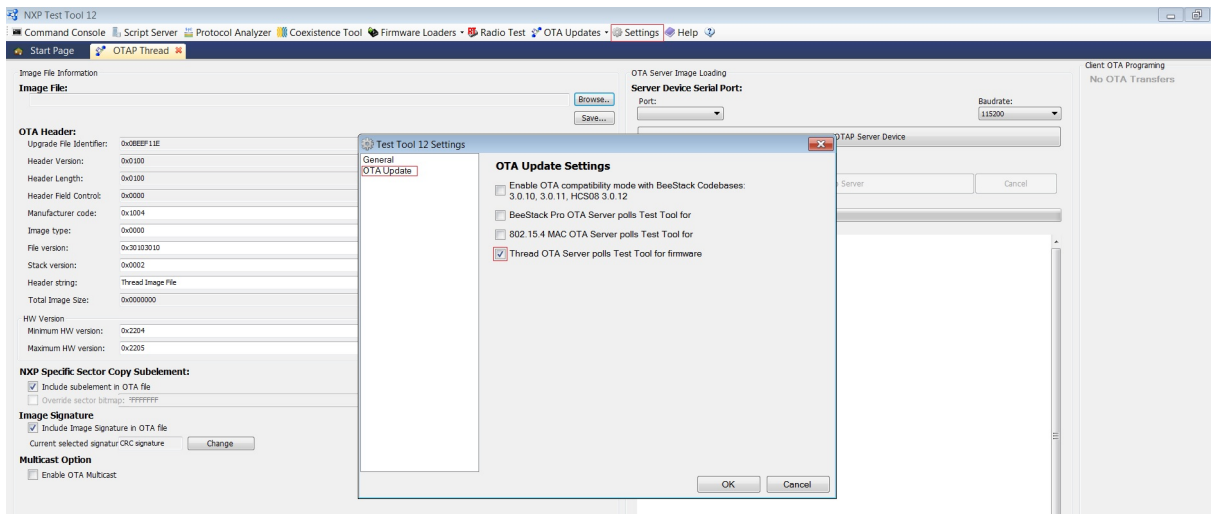 NXP Test Tool 12
Command Console Script Server Protocol Analyzer Coexistence Tool Firmware Loaders Radio Test OTA Updates Settings Help
Start Page OTAP Thread
Image File Information
Image File:
Browse..
Save...
OTA Header:
Upgrade File Identifier: 0x0BEEF11E
Header Version: 0x0100
Header Length: 0x0100
Header Field Control: 0x0000
Manufacturer code: 0x1004
Image type: 0x0000
File version: 0x30103010
Stack version: 0x0002
Header string: Thread Image File
Total Image Size: 0x0000000
HW Version
Minimum HW version: 0x2204
Maximum HW version: 0x2205
NXP Specific Sector Copy Subelement:
Include subelement in OTA file
Override sector bitmap:
Image Signature
Include Image Signature in OTA file
Current selected signatur CRC signature Change
Multicast Option
Enable OTA Multicast
Test Tool 12 Settings
General
OTA Update
OTA Update Settings
Enable OTA compatibility mode with BeeStack Codebases:
3.0.10, 3.0.11, HCS08 3.0.12
BeeStack Pro OTA Server polls Test Tool for
802.15.4 MAC OTA Server polls Test Tool for
Thread OTA Server polls Test Tool for firmware
OK Cancel
OTA Server Image Loading
Server Device Serial Port:
Port: Baudrate:
115200
OTAP Server Device
Server Cancel
Client OTA Programing
No OTA Transfers